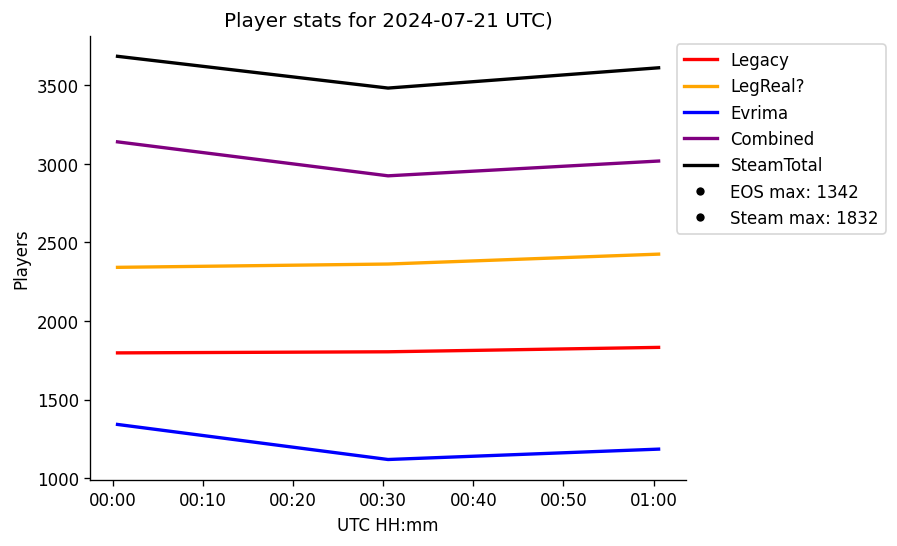 Player stats for 2024-07-21 UTC)
Legacy
LegReal?
Evrima
Combined
SteamTotal
EOS max: 1342
Steam max: 1832
Players
3500
3000
2500
2000
1500
1000
00:00 00:10 00:20 00:30 00:40 00:50 01:00
UTC HH:mm